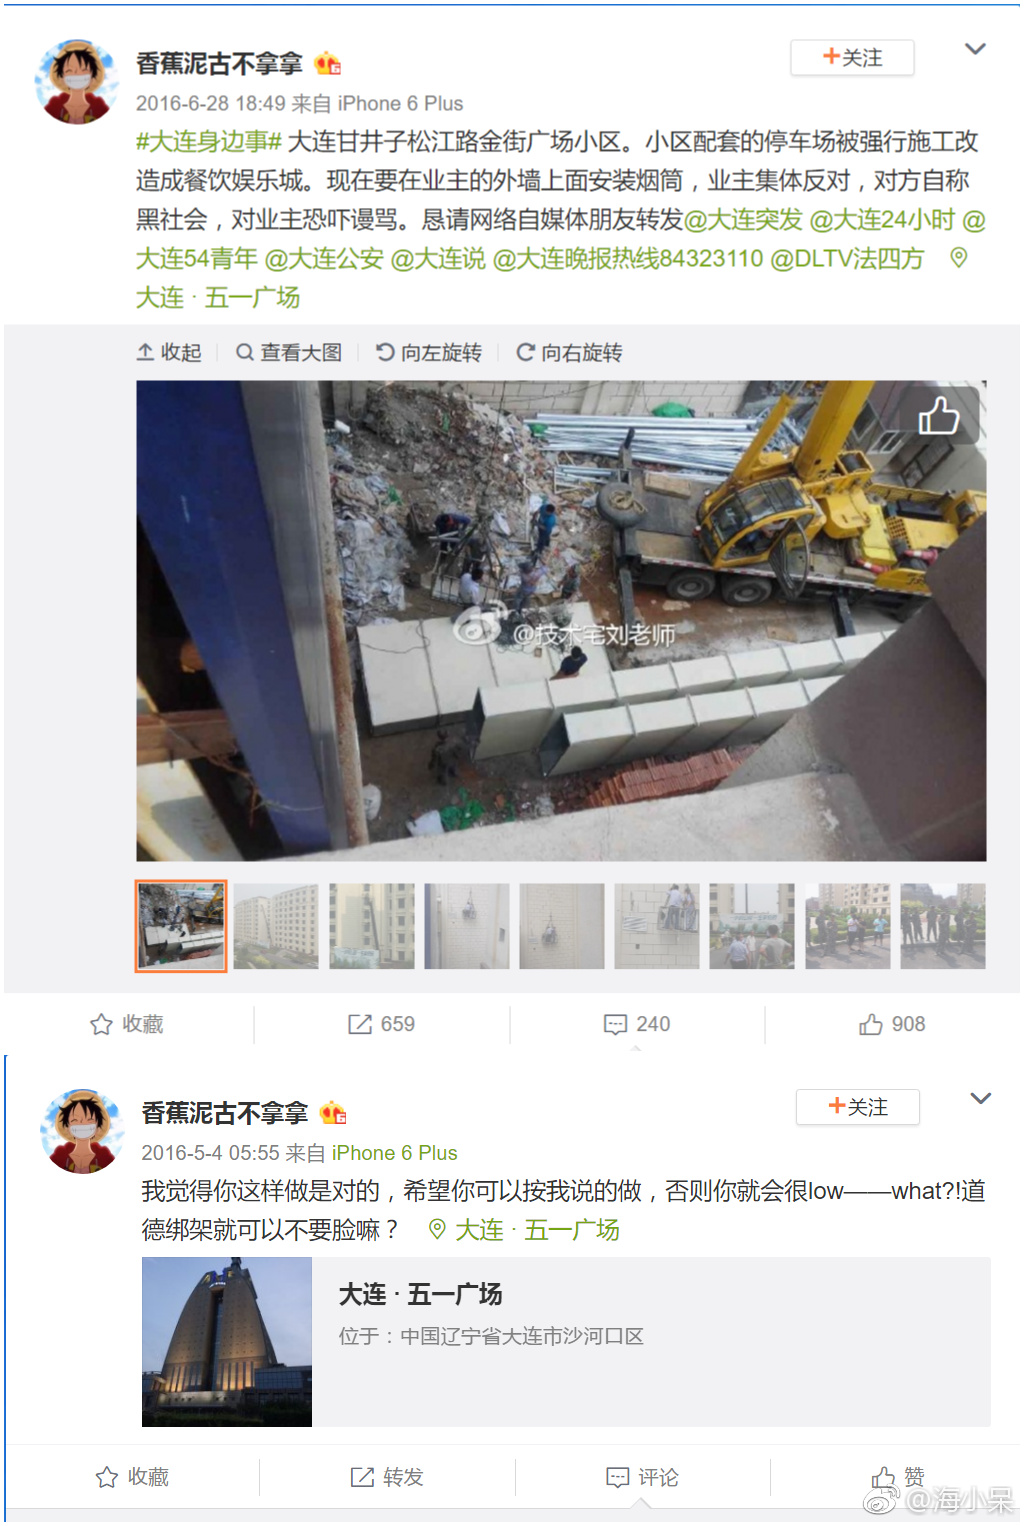 香蕉泥古不拿拿
+关注
2016-6-28 18:49 来自 iPhone 6 Plus
#大连身边事# 大连甘井子松江路金街广场小区。小区配套的停车场被强行施工改
造成餐饮娱乐城。现在要在业主的外墙上面安装烟筒，业主集体反对，对方自称
黑社会，对业主恐吓谩骂。恳请网络自媒体朋友转发@大连突发 @大连24小时 @
大连54青年 @大连公安 @大连说 @大连晚报热线84323110 @DLTV法四方
大连 · 五一广场
收起 查看大图 向左旋转 向右旋转
@技术宅刘老师
收藏 659 240 908
香蕉泥古不拿拿
+关注
2016-5-4 05:55 来自 iPhone 6 Plus
我觉得你这样做是对的，希望你可以按我说的做，否则你就会很low——what?!道
德绑架就可以不要脸嘛？ 大连 · 五一广场
大连 · 五一广场
位于：中国辽宁省大连市沙河口区
收藏 转发 评论 赞
@海小呆